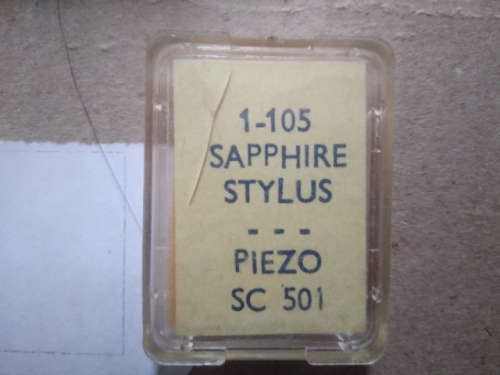 1-105
SAPPHIRE
STYLUS
- - -
PIEZO
SC 501